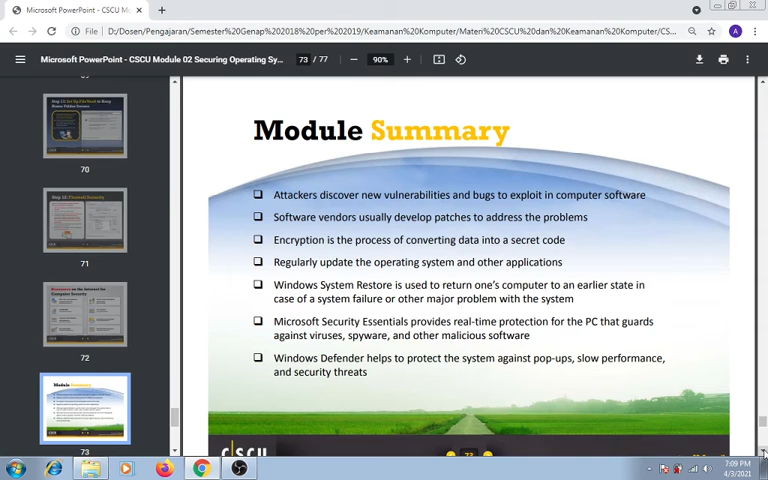 Microsoft PowerPoint - CSCU Mod
File
D:/Dosen/Pengajaran/Semester%20Genap%202018%20per%202019/Keamanan%20Komputer/Materi%20CSCU%20dan%20Keamanan%20Komputer/CS...
A
Microsoft PowerPoint - CSCU Module 02 Securing Operating Sy...
73 / 77
90%
70
71
72
Module Summary
73
Module Summary
Attackers discover new vulnerabilities and bugs to exploit in computer software
Software vendors usually develop patches to address the problems
Encryption is the process of converting data into a secret code
Regularly update the operating system and other applications
Windows System Restore is used to return one's computer to an earlier state in
case of a system failure or other major problem with the system
Microsoft Security Essentials provides real-time protection for the PC that guards
against viruses, spyware, and other malicious software
Windows Defender helps to protect the system against pop-ups, slow performance,
and security threats
CSCU
73
7:09 PM
4/3/2021